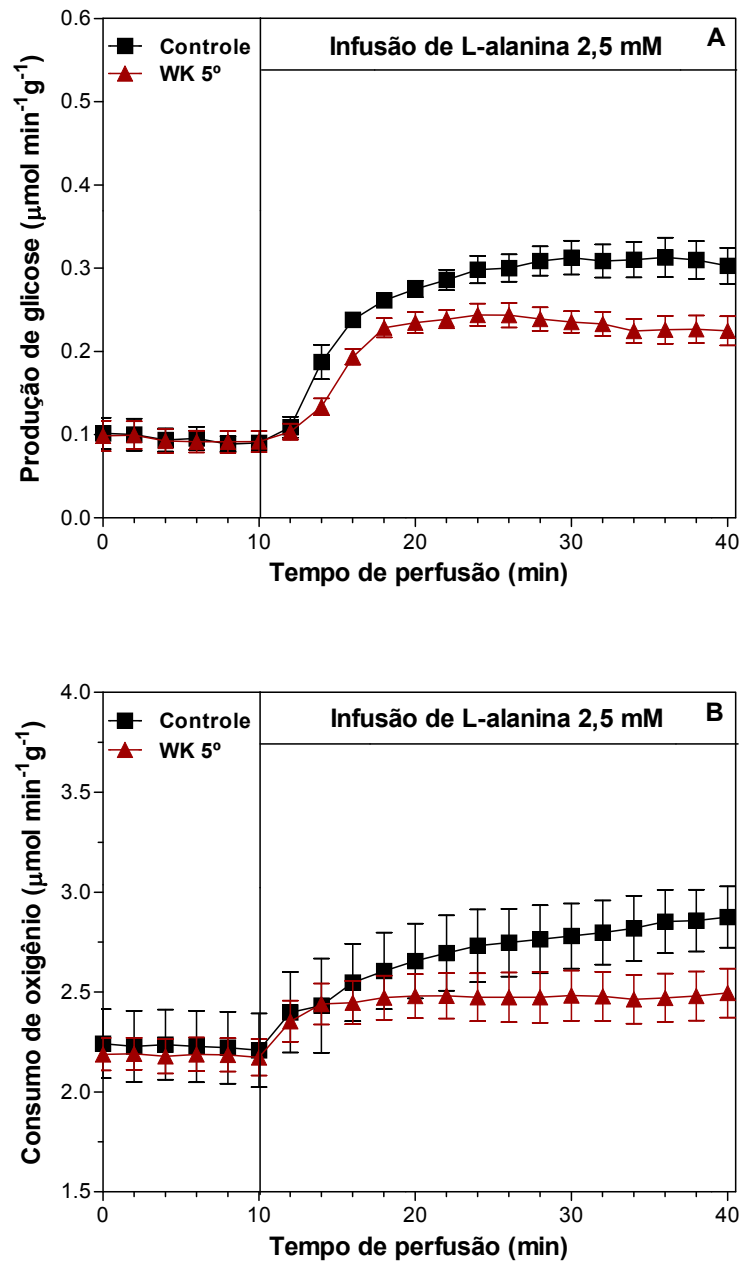 Produção de glicose (µmol min-1g-1)
0.6
0.5
0.4
0.3
0.2
0.1
0.0
Controle
WK 5º
Infusão de L-alanina 2,5 mM
A
0
10
20
30
40
Tempo de perfusão (min)
Consumo de oxigênio (µmol min-1g-1)
4.0
3.5
3.0
2.5
2.0
1.5
Controle
WK 5º
Infusão de L-alanina 2,5 mM
B
0
10
20
30
40
Tempo de perfusão (min)